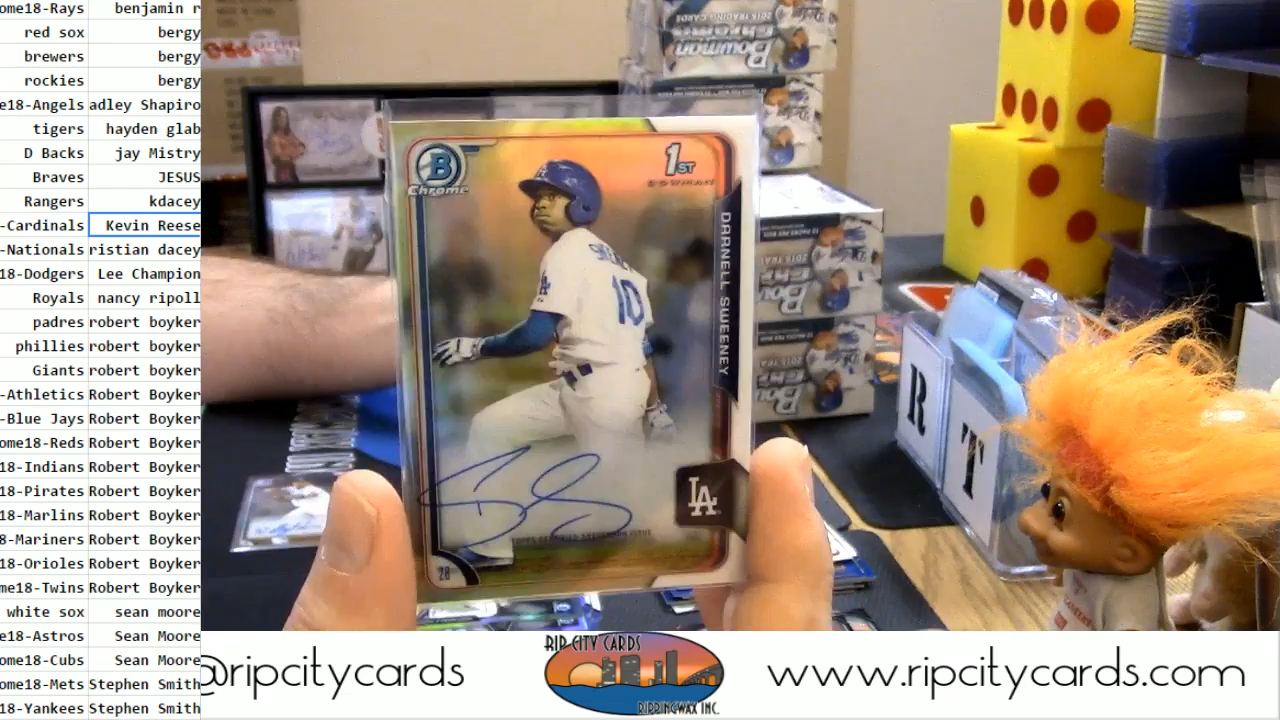 ome18-Rays benjamin r
red sox bergy
brewers bergy
rockies bergy
e18-Angels adley Shapiro
tigers hayden glab
D Backs jay Mistry
Braves JESUS
Rangers kdacey
-Cardinals Kevin Reese
-Nationals ristian dacey
18-Dodgers Lee Champion
Royals nancy ripoll
padres robert boyker
phillies robert boyker
Giants robert boyker
-Athletics Robert Boyker
-Blue Jays Robert Boyker
ome18-Reds Robert Boyker
18-Indians Robert Boyker
-Pirates Robert Boyker
-Marlins Robert Boyker
8-Mariners Robert Boyker
-Orioles Robert Boyker
me18-Twins Robert Boyker
white sox sean moore
e18-Astros Sean Moore
ome18-Cubs Sean Moore
ome18-Mets Stephen Smith
18-Yankees Stephen Smith
Bowman
Chrome
B
Chrome
1ST
BOWMAN
DARNELL SWEENEY
10
LA
28
R
T
@ripcitycards
RIP CITY CARDS
RIPPINGWAX INC.
www.ripcitycards.com